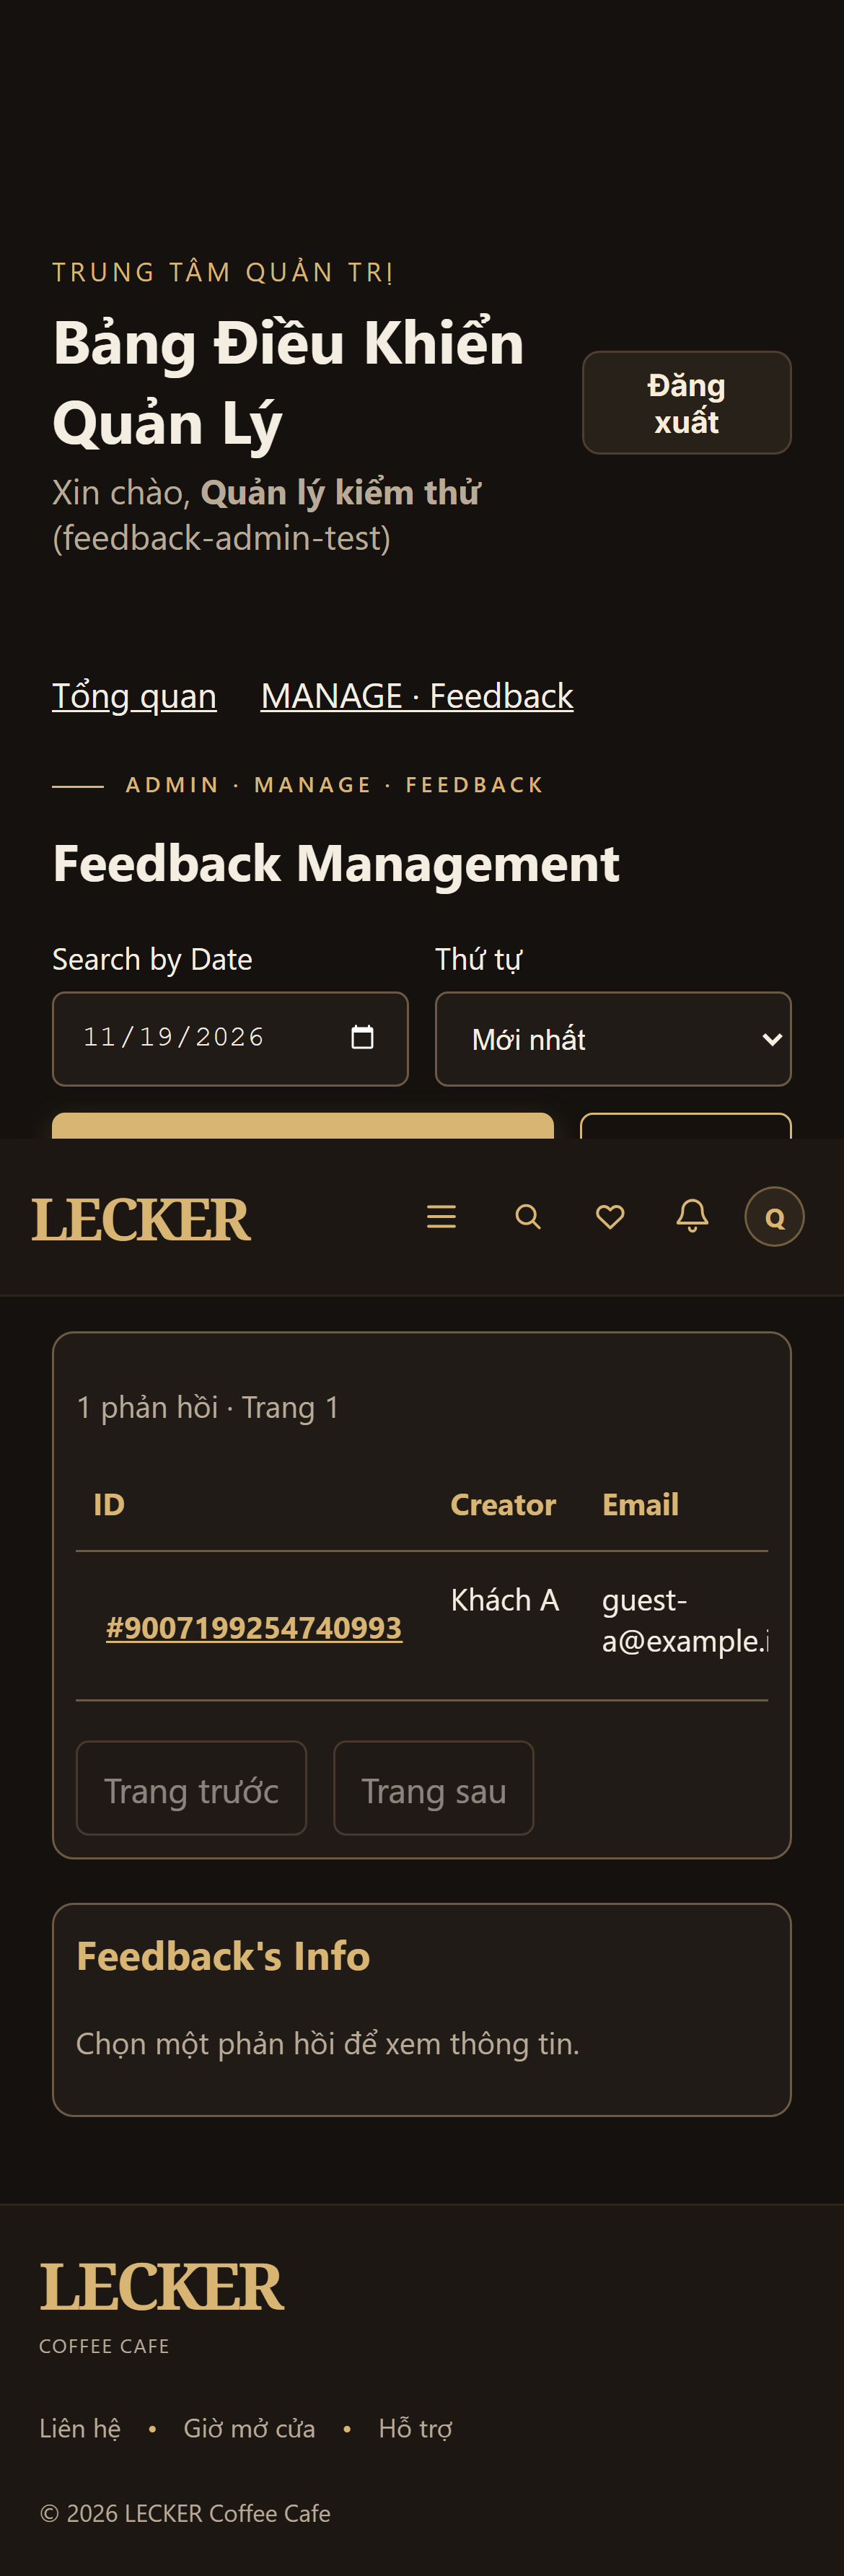 TRUNG TÂM QUẢN TRỊ
Bảng Điều Khiển
Quản Lý
Đăng
xuất
Xin chào, Quản lý kiểm thử
(feedback-admin-test)
Tổng quan MANAGE · Feedback
ADMIN · MANAGE · FEEDBACK
Feedback Management
Search by Date Thứ tự
11/19/2026 Mới nhất
LECKER Q
1 phản hồi · Trang 1
ID Creator Email
#9007199254740993 Khách A guest-
a@example.i
Trang trước Trang sau
Feedback's Info
Chọn một phản hồi để xem thông tin.
LECKER
COFFEE CAFE
Liên hệ • Giờ mở cửa • Hỗ trợ
© 2026 LECKER Coffee Cafe